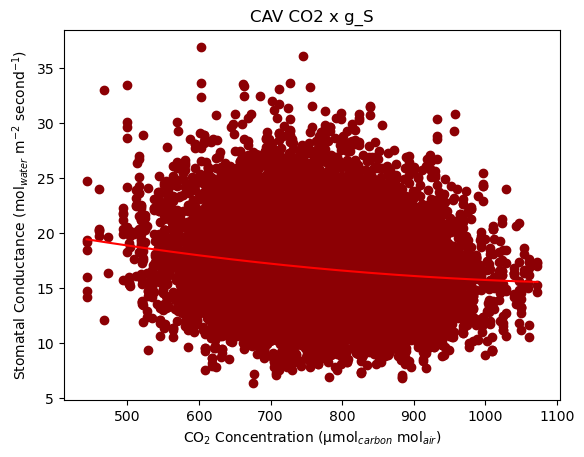 CAV CO2 x g_S
Stomatal Conductance (mol_water m⁻² second⁻¹)
35
30
25
20
15
10
5
500 600 700 800 900 1000 1100
CO₂ Concentration (μmol_carbon mol_air)